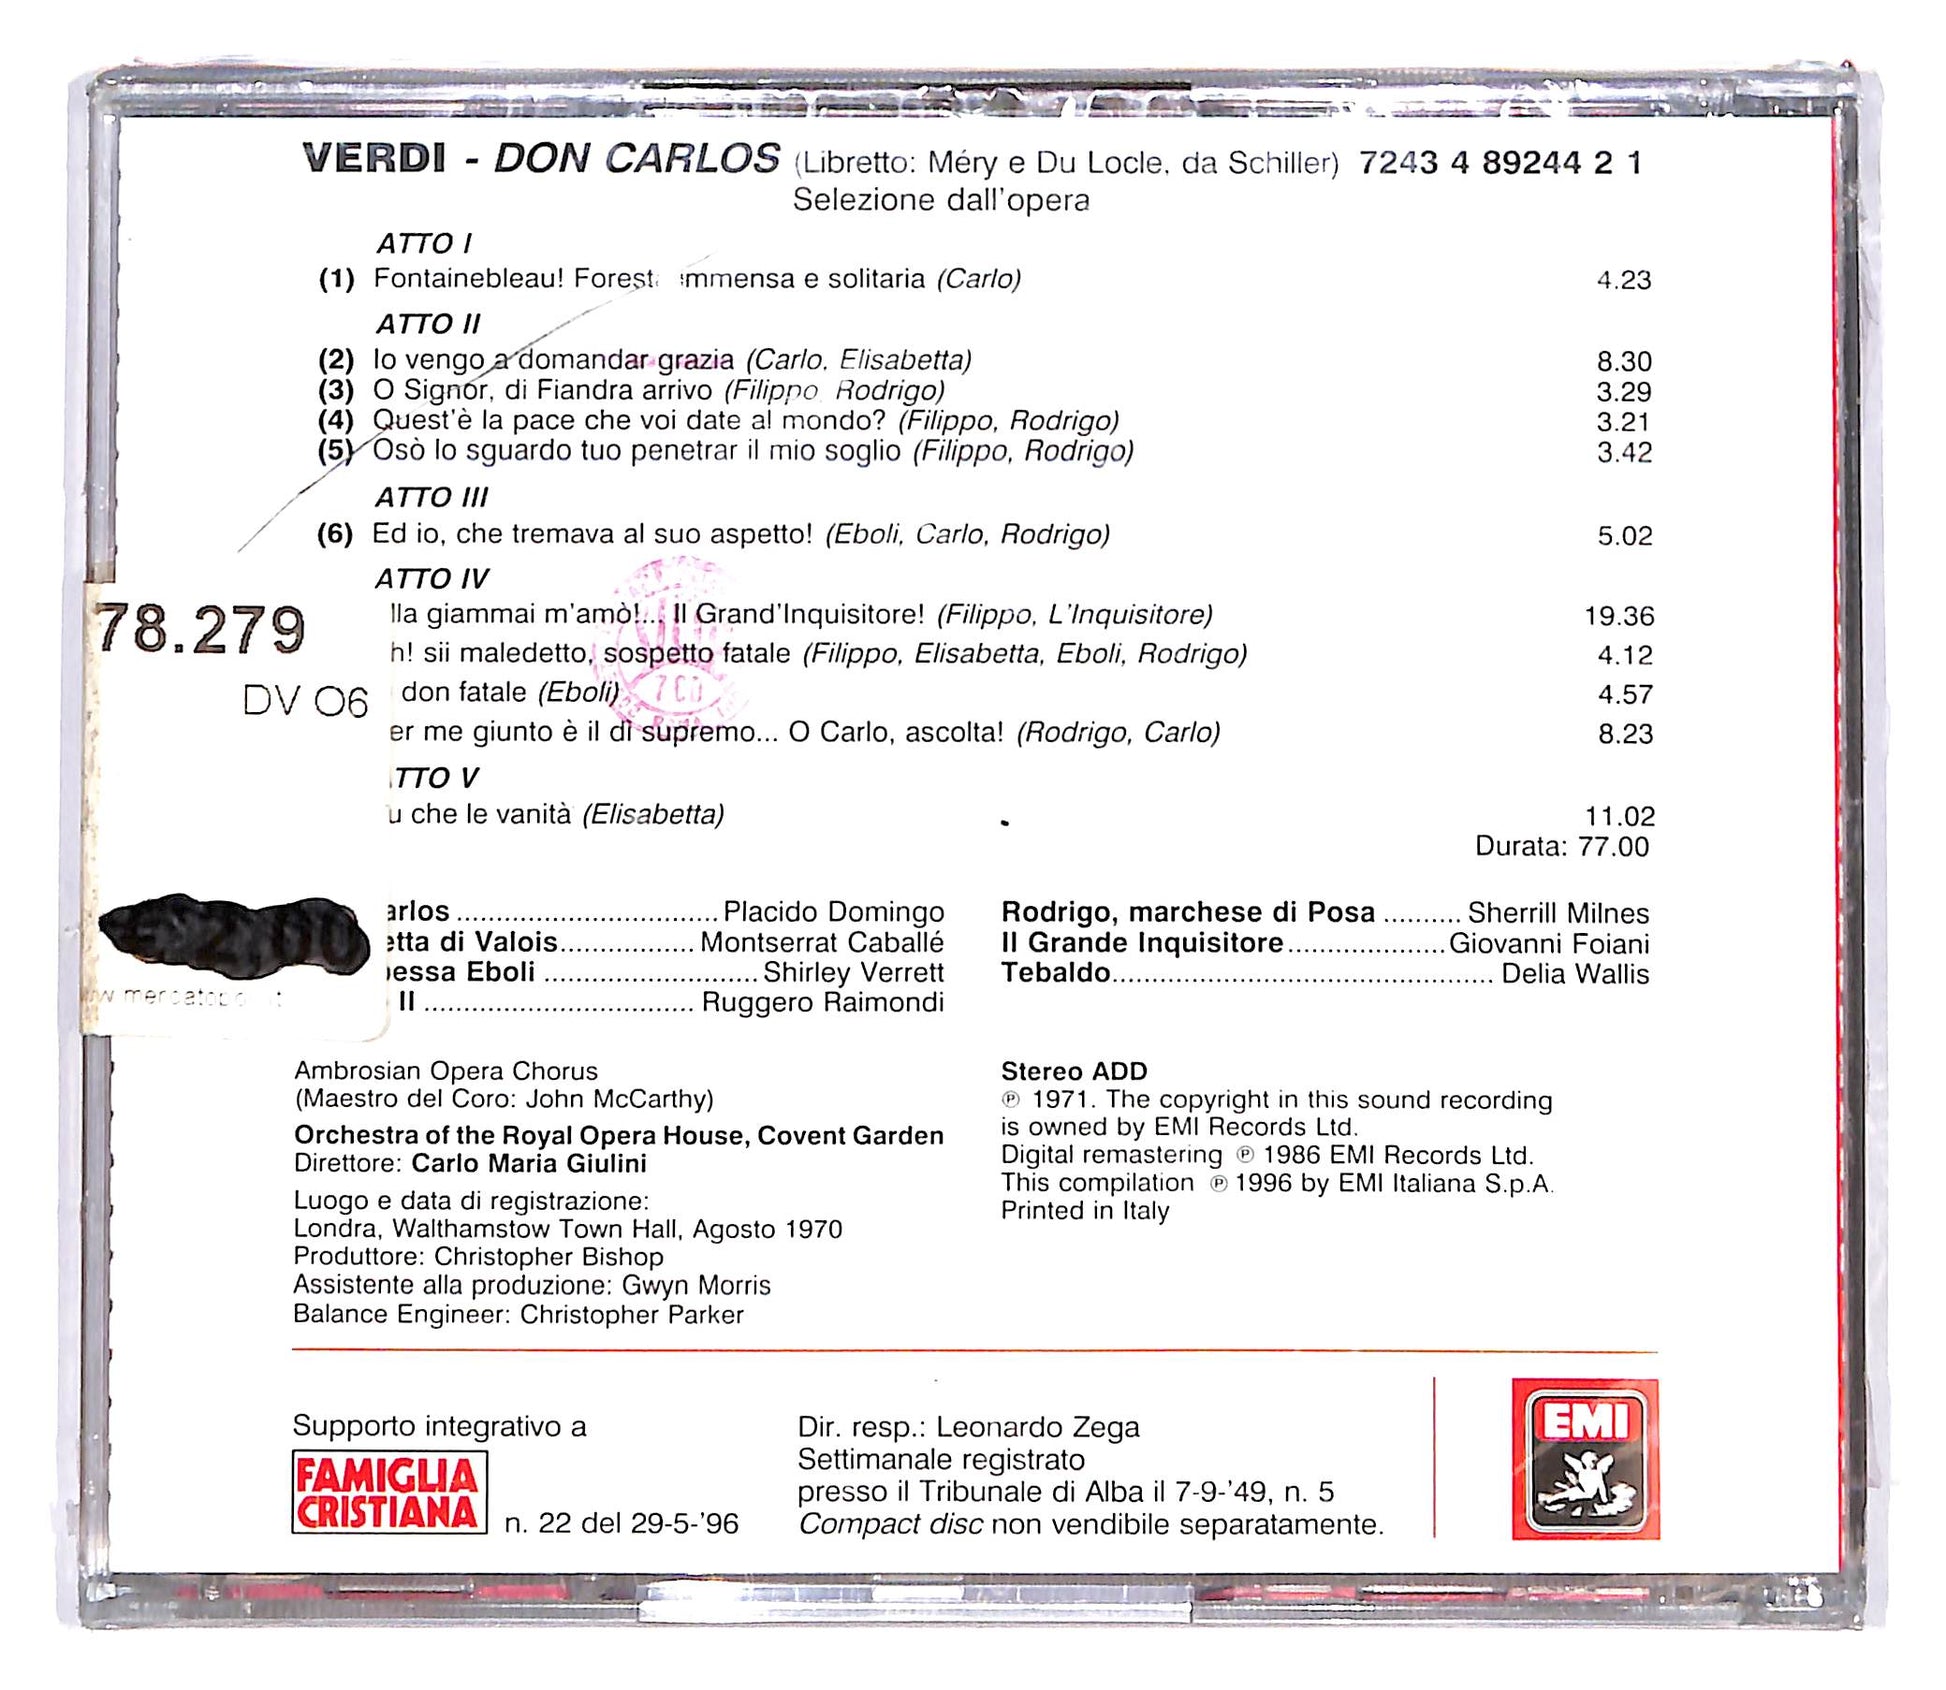 VERDI - DON CARLOS (Libretto: Méry e Du Locle, da Schiller) 7243 4 89244 2 1
Selezione dall'opera
ATTO I
(1) Fontainebleau! Forest immensa e solitaria (Carlo) 4.23
ATTO II
(2) Io vengo a domandar grazia (Carlo, Elisabetta) 8.30
(3) O Signor, di Fiandra arrivo (Filippo, Rodrigo) 3.29
(4) Quest'è la pace che voi date al mondo? (Filippo, Rodrigo) 3.21
(5) Osò lo sguardo tuo penetrar il mio soglio (Filippo, Rodrigo) 3.42
ATTO III
(6) Ed io, che tremava al suo aspetto! (Eboli, Carlo, Rodrigo) 5.02
ATTO IV
lla giammai m'amò!... Il Grand'Inquisitore! (Filippo, L'Inquisitore) 19.36
h! sii maledetto, sospetto fatale (Filippo, Elisabetta, Eboli, Rodrigo) 4.12
don fatale (Eboli) 4.57
er me giunto è il dì supremo... O Carlo, ascolta! (Rodrigo, Carlo) 8.23
TTO V
u che le vanità (Elisabetta) 11.02
Durata: 77.00
78.279
DV O6
arlos ................................ Placido Domingo
etta di Valois................. Montserrat Caballé
essa Eboli .......................... Shirley Verrett
II ................................. Ruggero Raimondi
Rodrigo, marchese di Posa .......... Sherrill Milnes
Il Grande Inquisitore....................Giovanni Foiani
Tebaldo............................................... Delia Wallis
Ambrosian Opera Chorus
(Maestro del Coro: John McCarthy)
Orchestra of the Royal Opera House, Covent Garden
Direttore: Carlo Maria Giulini
Luogo e data di registrazione:
Londra, Walthamstow Town Hall, Agosto 1970
Produttore: Christopher Bishop
Assistente alla produzione: Gwyn Morris
Balance Engineer: Christopher Parker
Stereo ADD
℗ 1971. The copyright in this sound recording
is owned by EMI Records Ltd.
Digital remastering ℗ 1986 EMI Records Ltd.
This compilation ℗ 1996 by EMI Italiana S.p.A.
Printed in Italy
Supporto integrativo a
FAMIGLIA
CRISTIANA
n. 22 del 29-5-'96
Dir. resp.: Leonardo Zega
Settimanale registrato
presso il Tribunale di Alba il 7-9-'49, n. 5
Compact disc non vendibile separatamente.
EMI